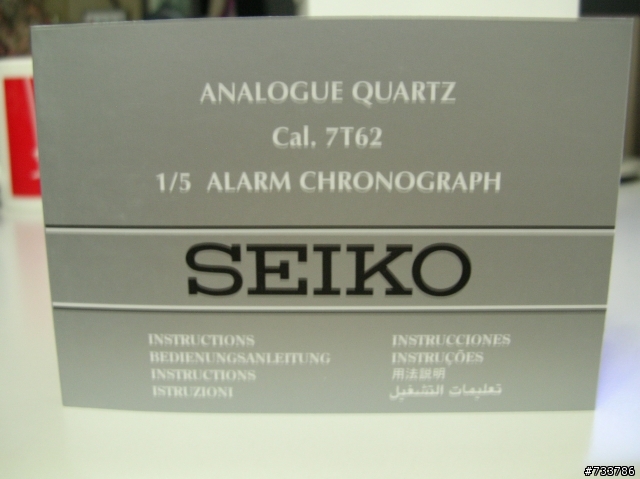 ANALOGUE QUARTZ
Cal. 7T62
1/5 ALARM CHRONOGRAPH
SEIKO
INSTRUCTIONS
BEDIENUNGSANLEITUNG
INSTRUCTIONS
ISTRUZIONI
INSTRUCCIONES
INSTRUÇÕES
用法説明
تعليمات التشغيل
#733786